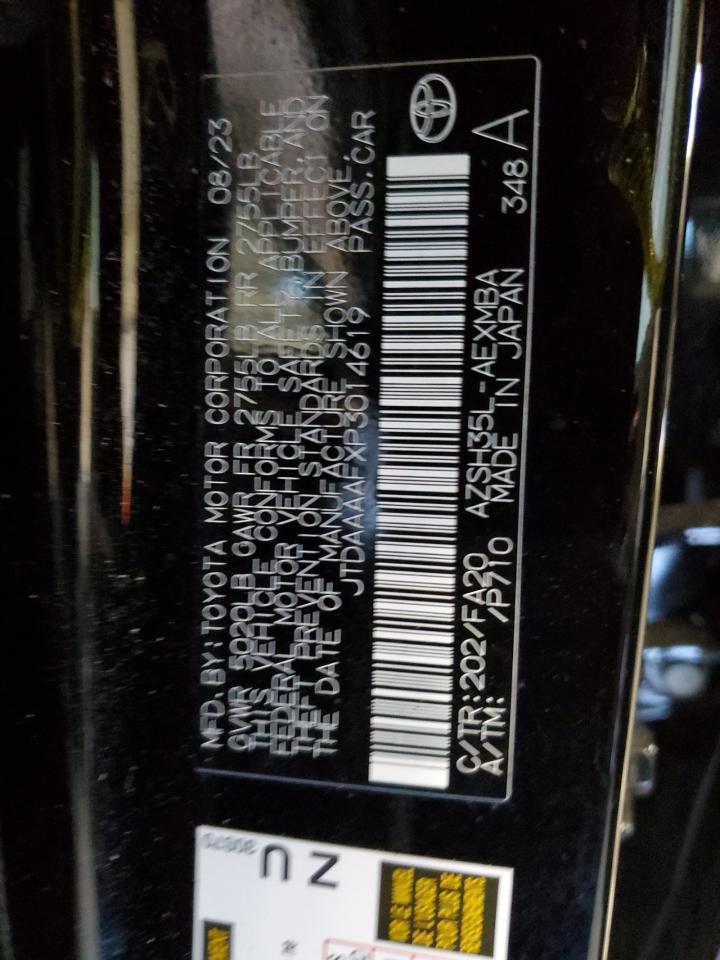 MFD. BY: TOYOTA MOTOR CORPORATION 08/23
GVWR 5020LB GAWR FR 2755LB RR 2755LB
THIS VEHICLE CONFORMS TO ALL APPLICABLE
FEDERAL MOTOR VEHICLE SAFETY, BUMPER, AND
THEFT PREVENTION STANDARDS IN EFFECT ON
THE DATE OF MANUFACTURE SHOWN ABOVE.
JTDAAAAFXP3014619 PASS. CAR
C/TR: 202/FA20 AZSH35L-AEXMBA 348 A
A/TM: /P710 MADE IN JAPAN
N
U